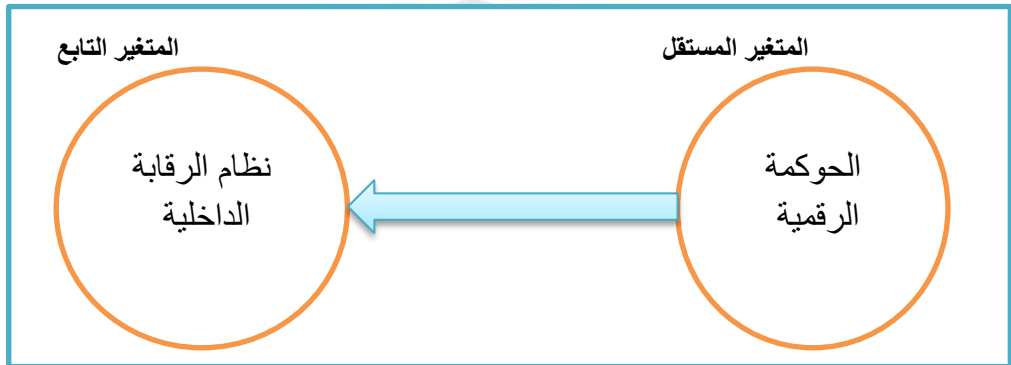 المتغير المستقل
المتغير التابع
الحوكمة
الرقمية
نظام الرقابة
الداخلية